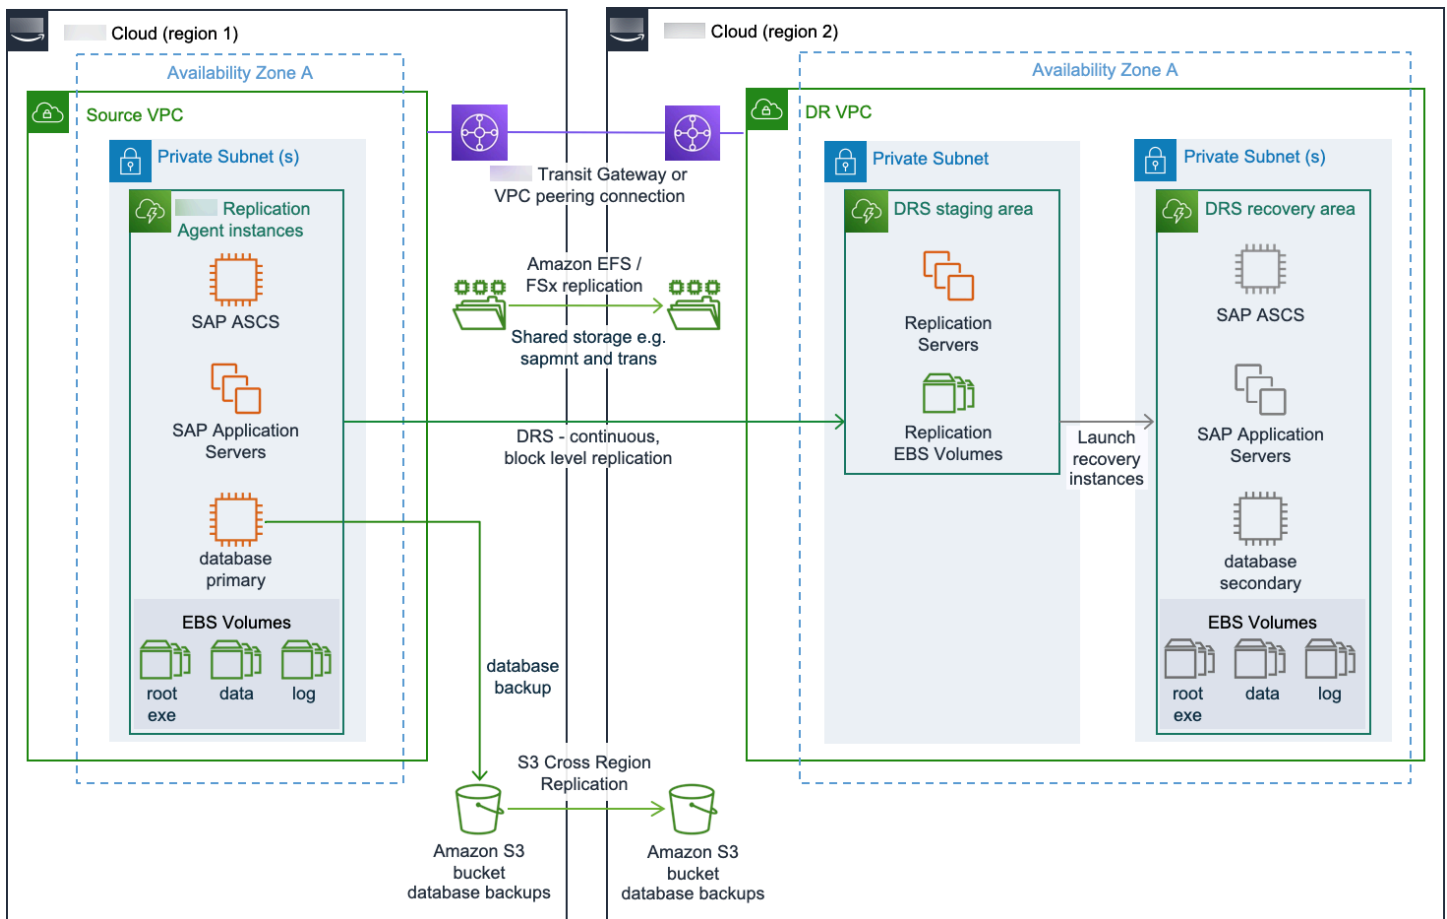 Cloud (region 1)
Availability Zone A
Source VPC
Private Subnet (s)
Replication
Agent instances
SAP ASCS
SAP Application
Servers
database
primary
EBS Volumes
root
exe
data
log
Transit Gateway or
VPC peering connection
Amazon EFS /
FSx replication
Shared storage e.g.
sapmnt and trans
DRS - continuous,
block level replication
database
backup
S3 Cross Region
Replication
Amazon S3
bucket
database backups
Amazon S3
bucket
database backups
Cloud (region 2)
Availability Zone A
DR VPC
Private Subnet
DRS staging area
Replication
Servers
Replication
EBS Volumes
Launch
recovery
instances
Private Subnet (s)
DRS recovery area
SAP ASCS
SAP Application
Servers
database
secondary
EBS Volumes
root
exe
data
log